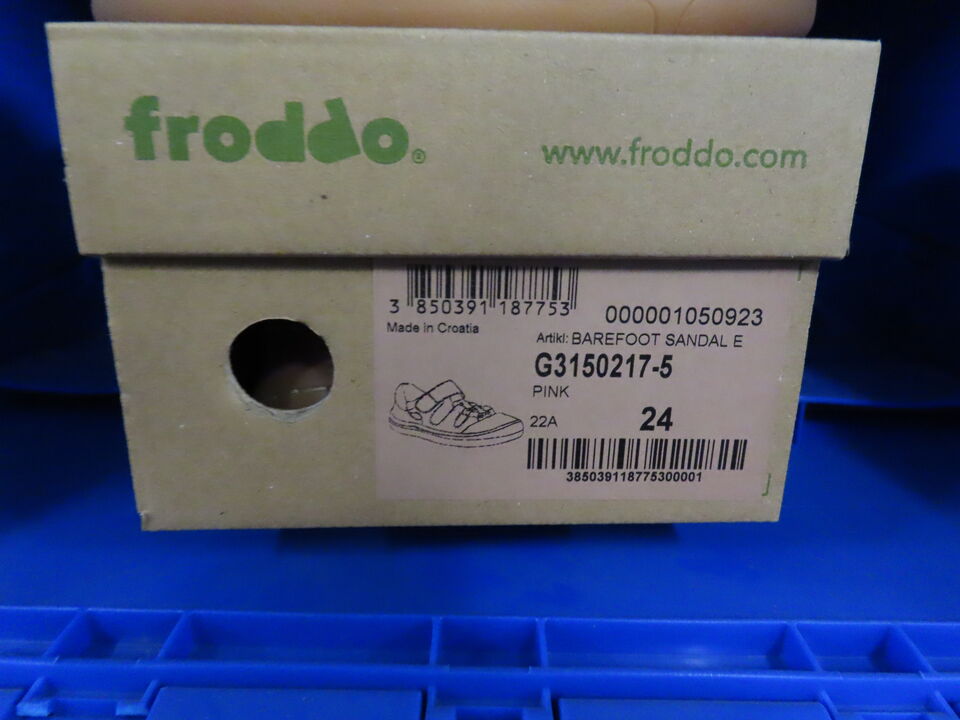 froddo®
www.froddo.com
3 850391 187753
000001050923
Made in Croatia
Artikl: BAREFOOT SANDAL E
G3150217-5
PINK
22A
24
385039118775300001